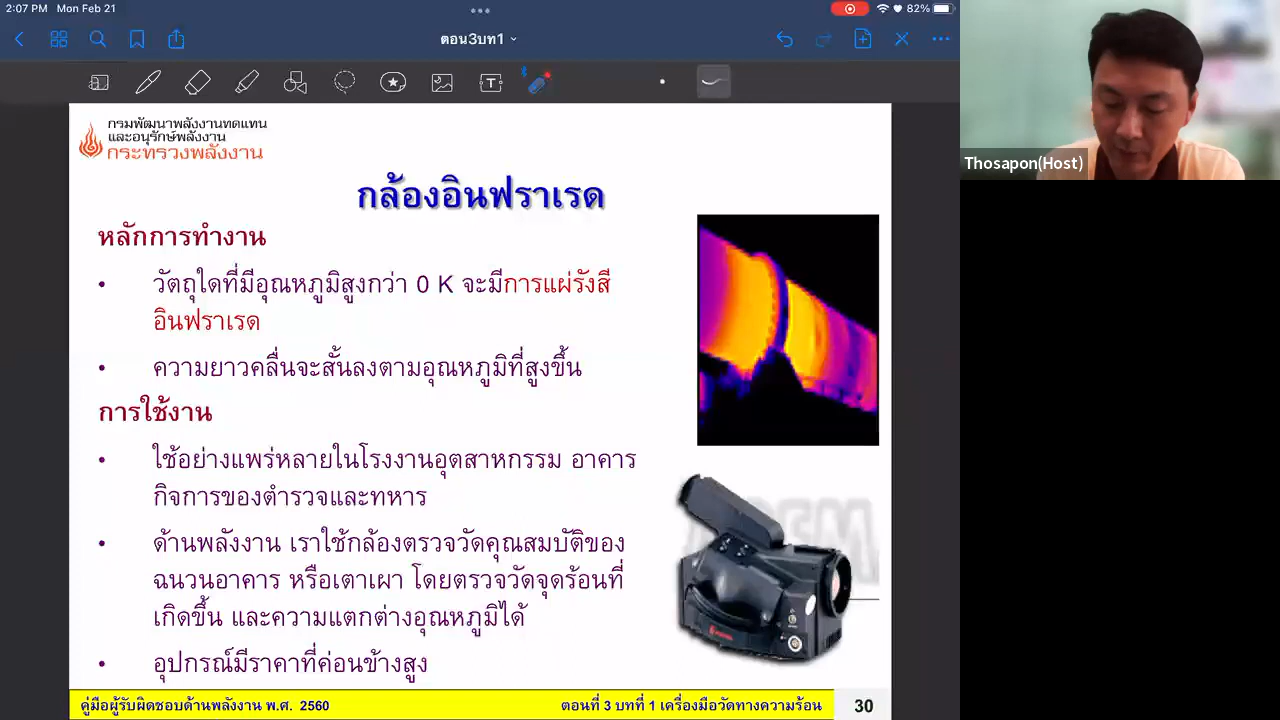 2:07 PM Mon Feb 21
82%
ตอน3บท1
T
กรมพัฒนาพลังงานทดแทน
และอนุรักษ์พลังงาน
กระทรวงพลังงาน
กล้องอินฟราเรด
หลักการทำงาน
• วัตถุใดที่มีอุณหภูมิสูงกว่า 0 K จะมีการแผ่รังสี
อินฟราเรด
• ความยาวคลื่นจะสั้นลงตามอุณหภูมิที่สูงขึ้น
การใช้งาน
• ใช้อย่างแพร่หลายในโรงงานอุตสาหกรรม อาคาร
กิจการของตำรวจและทหาร
• ด้านพลังงาน เราใช้กล้องตรวจวัดคุณสมบัติของ
ฉนวนอาคาร หรือเตาเผา โดยตรวจวัดจุดร้อนที่
เกิดขึ้น และความแตกต่างอุณหภูมิได้
• อุปกรณ์มีราคาที่ค่อนข้างสูง
คู่มือผู้รับผิดชอบด้านพลังงาน พ.ศ. 2560
ตอนที่ 3 บทที่ 1 เครื่องมือวัดทางความร้อน
30
Thosapon(Host)